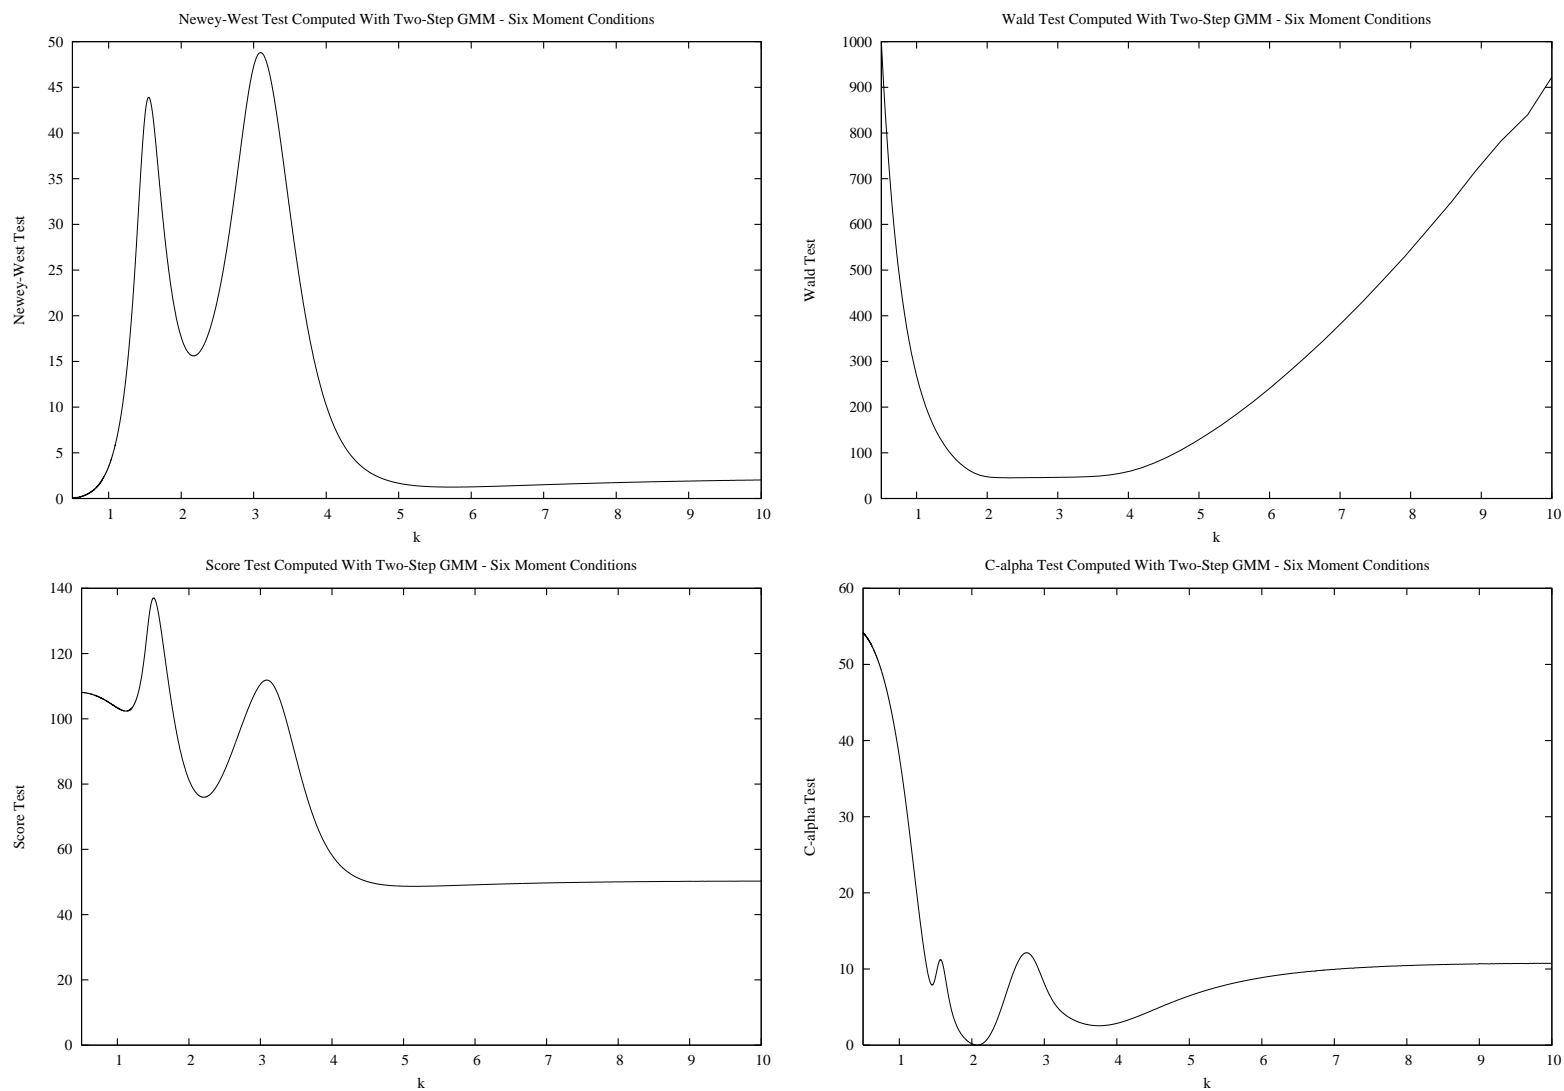 Newey-West Test Computed With Two-Step GMM - Six Moment Conditions
50
45
40
35
30
25
20
15
10
5
0
Newey-West Test
1 2 3 4 5 6 7 8 9 10
k
Wald Test Computed With Two-Step GMM - Six Moment Conditions
1000
900
800
700
600
500
400
300
200
100
0
Wald Test
1 2 3 4 5 6 7 8 9 10
k
Score Test Computed With Two-Step GMM - Six Moment Conditions
140
120
100
80
60
40
20
0
Score Test
1 2 3 4 5 6 7 8 9 10
k
C-alpha Test Computed With Two-Step GMM - Six Moment Conditions
60
50
40
30
20
10
0
C-alpha Test
1 2 3 4 5 6 7 8 9 10
k